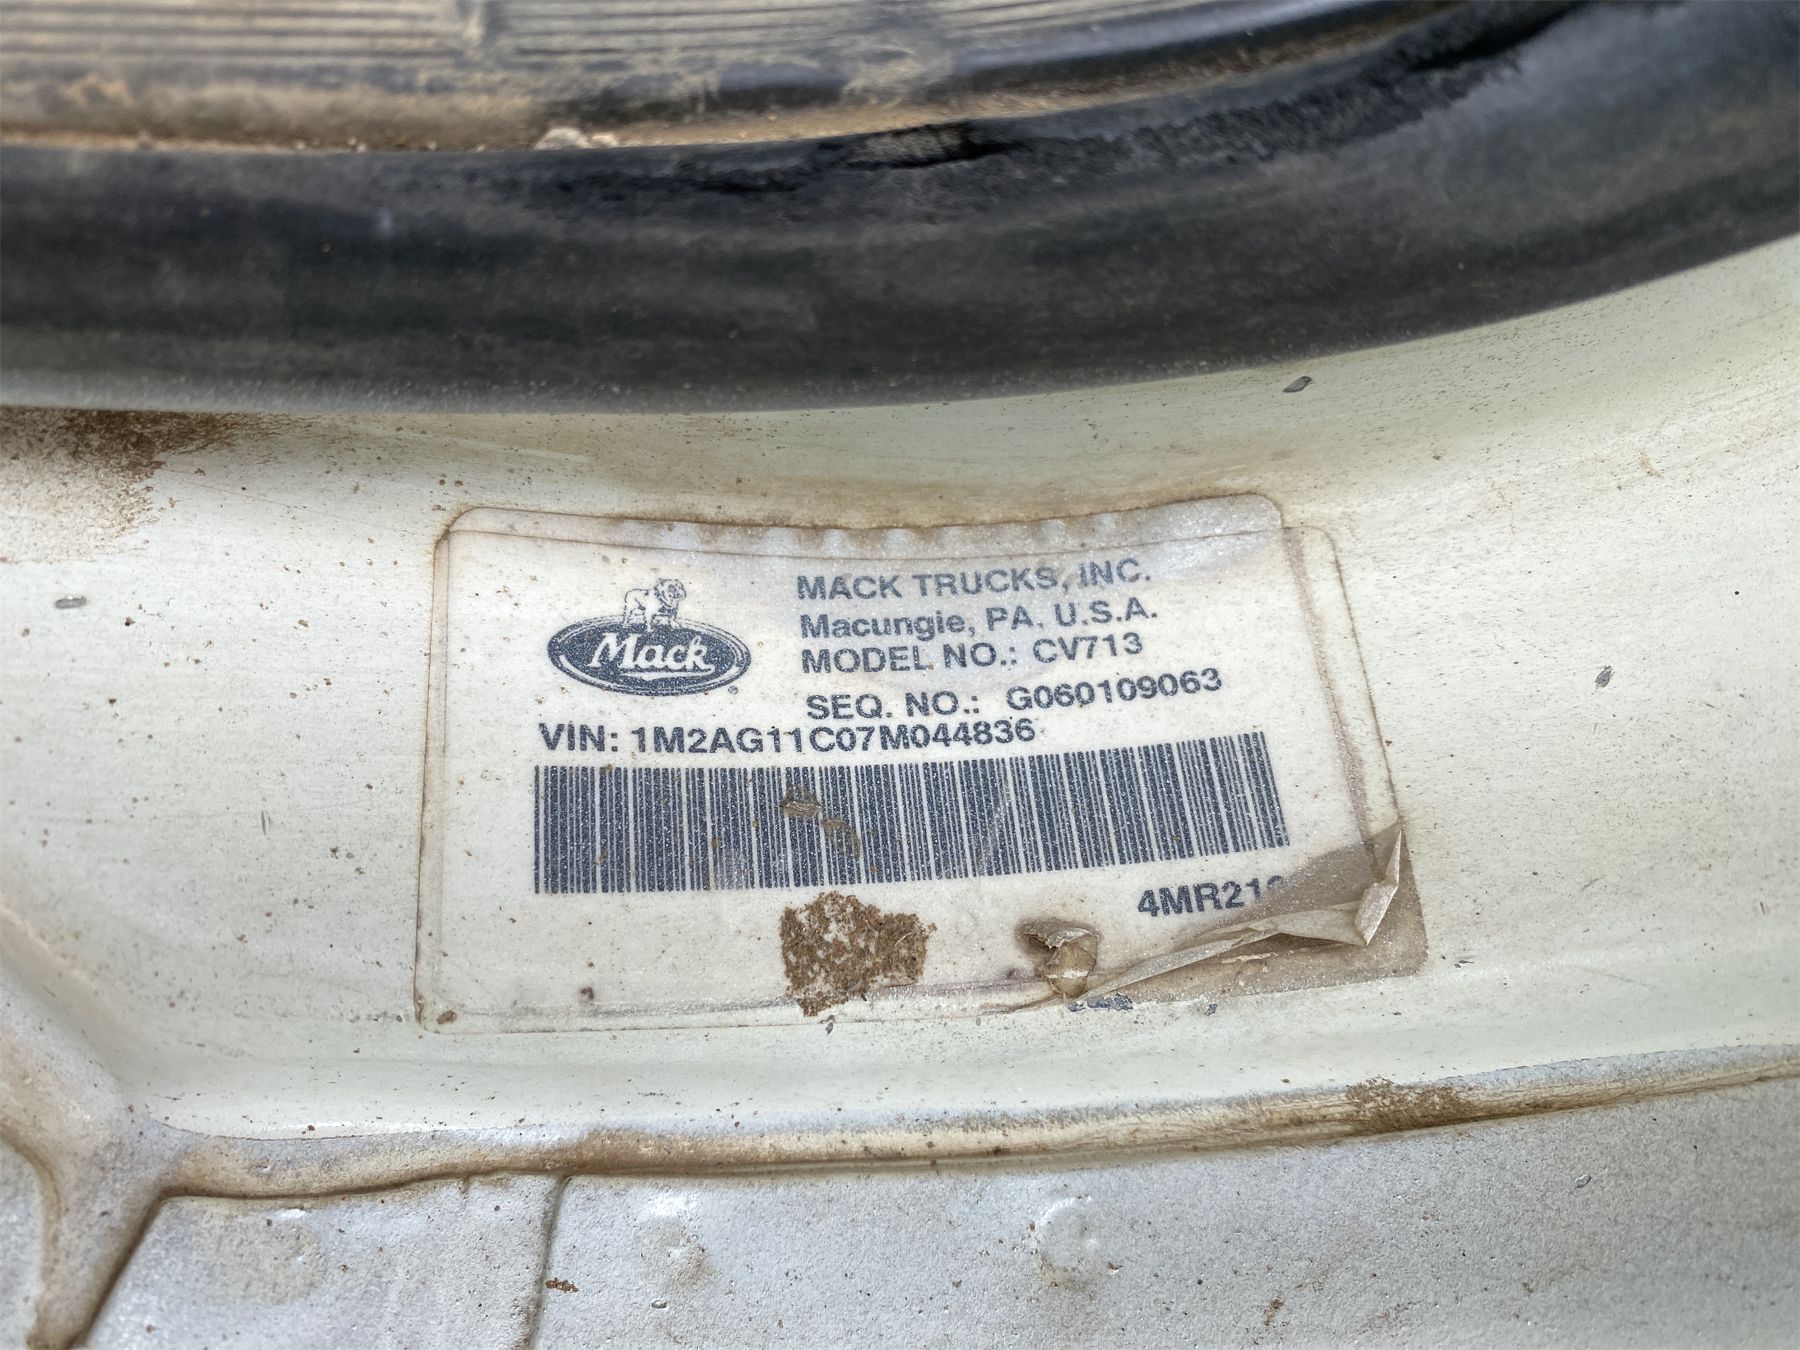 Mack
MACK TRUCKS, INC.
Macungie, PA. U.S.A.
MODEL NO.: CV713
SEQ. NO.: G060109063
VIN: 1M2AG11C07M044836